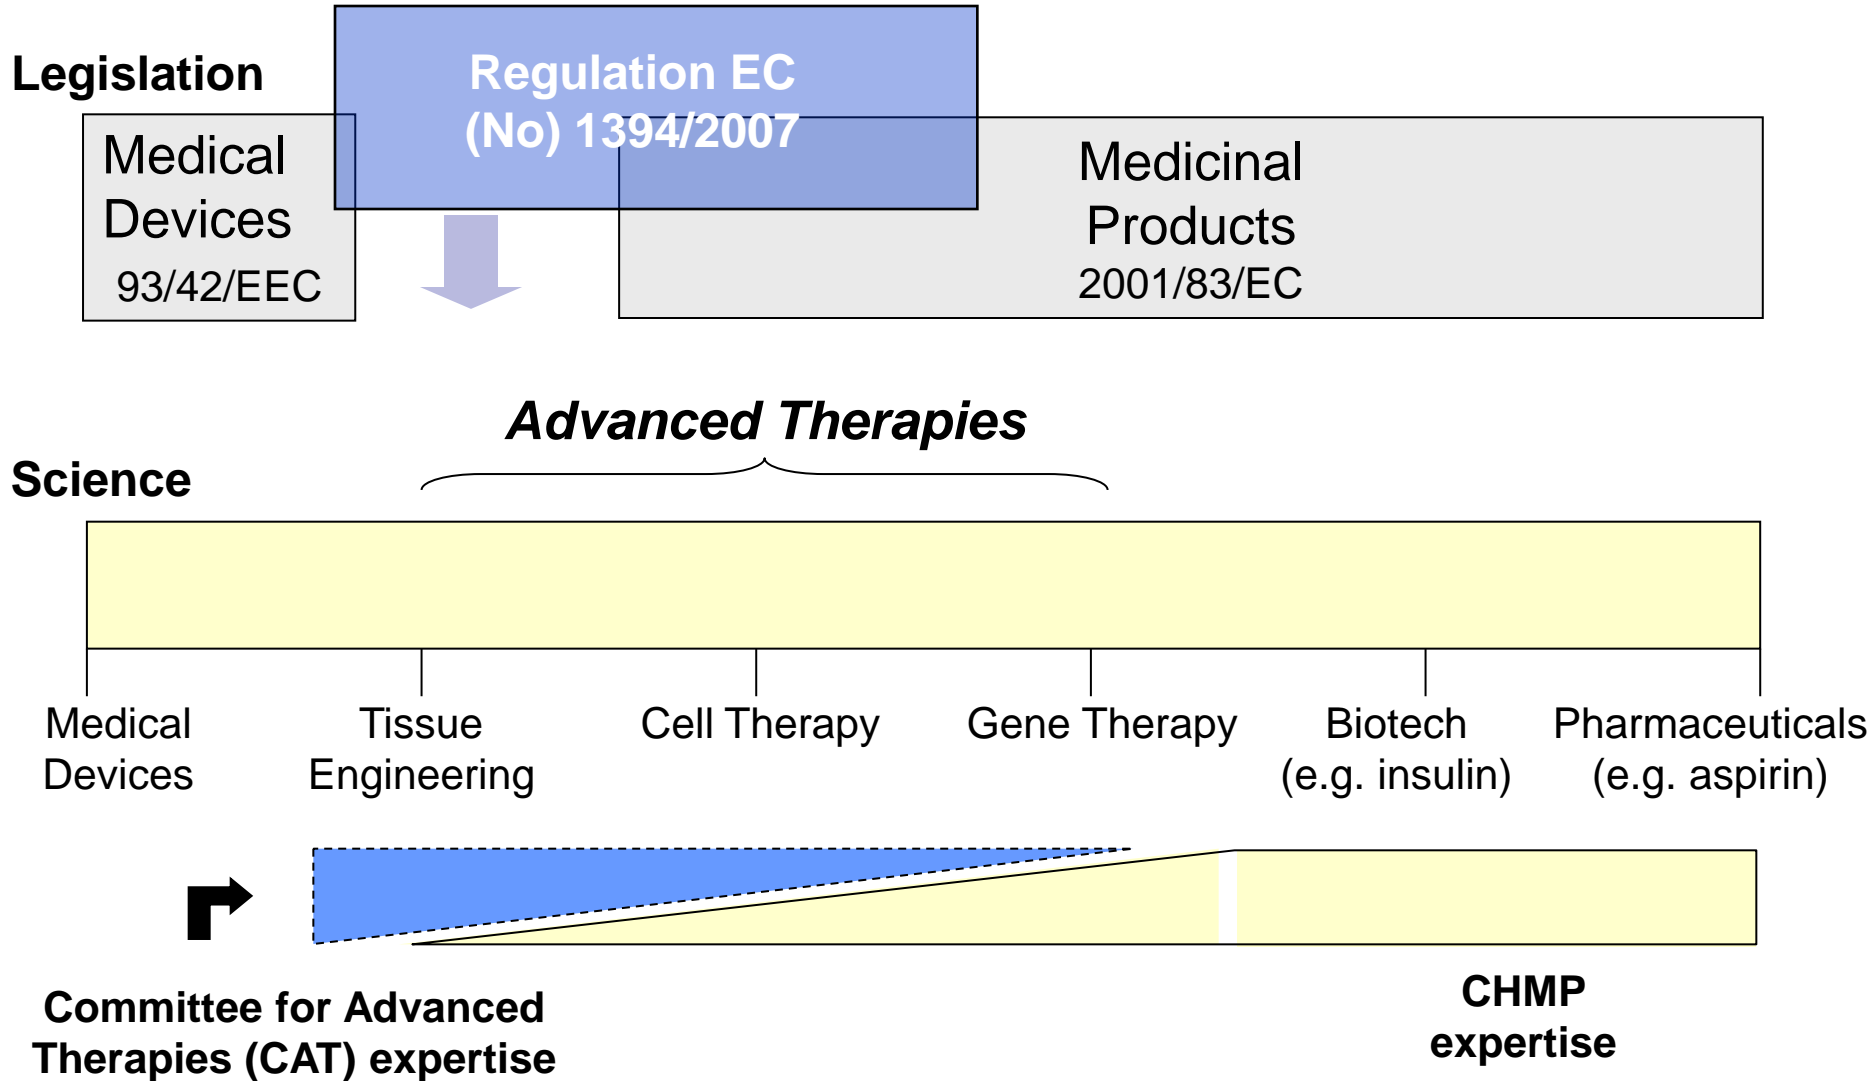 Legislation
Regulation EC
(No) 1394/2007
Medical
Devices
93/42/EEC
Medicinal
Products
2001/83/EC
Advanced Therapies
Science
Medical
Devices
Tissue
Engineering
Cell Therapy
Gene Therapy
Biotech
(e.g. insulin)
Pharmaceuticals
(e.g. aspirin)
Committee for Advanced
Therapies (CAT) expertise
CHMP
expertise